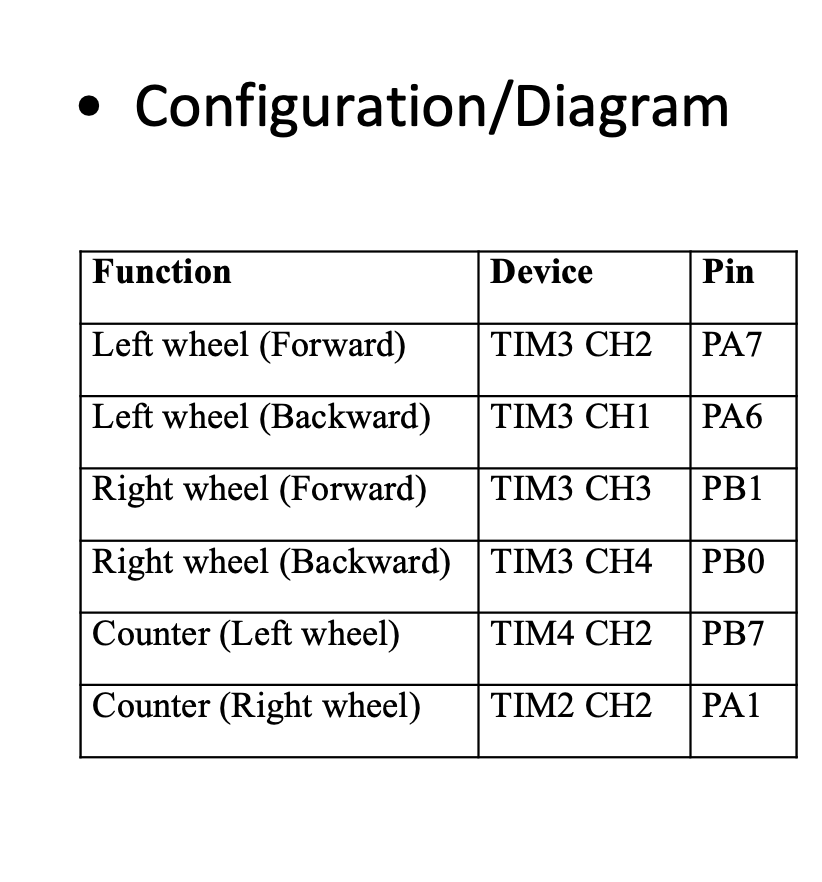 • Configuration/Diagram
Function Device Pin
Left wheel (Forward) TIM3 CH2 PA7
Left wheel (Backward) TIM3 CH1 PA6
Right wheel (Forward) TIM3 CH3 PB1
Right wheel (Backward) TIM3 CH4 PB0
Counter (Left wheel) TIM4 CH2 PB7
Counter (Right wheel) TIM2 CH2 PA1